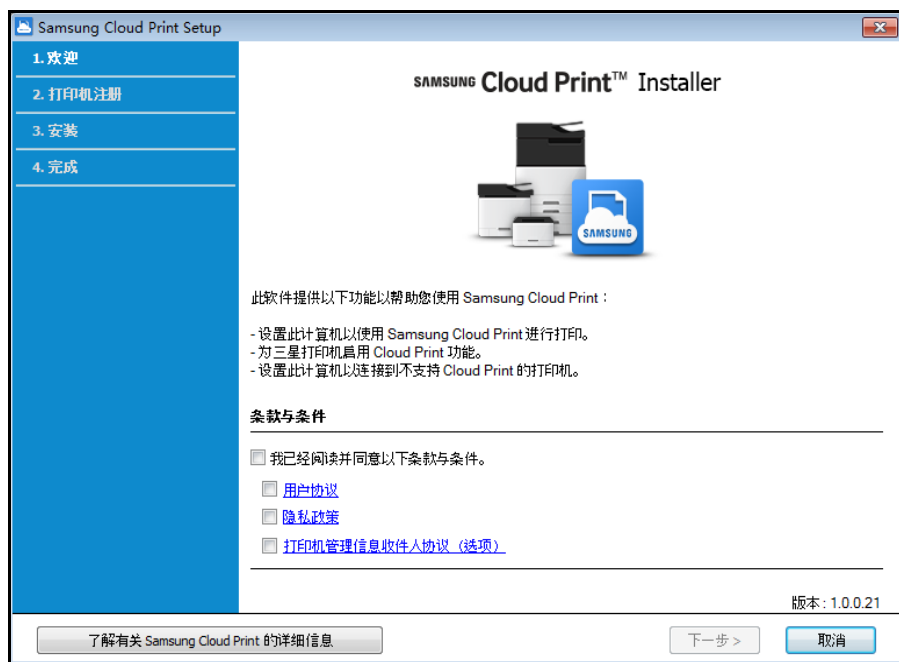 Samsung Cloud Print Setup
1. 欢迎
2. 打印机注册
3. 安装
4. 完成
SAMSUNG Cloud Print™ Installer
SAMSUNG
此软件提供以下功能以帮助您使用 Samsung Cloud Print：
- 设置此计算机以使用 Samsung Cloud Print 进行打印。
- 为三星打印机启用 Cloud Print 功能。
- 设置此计算机以连接到不支持 Cloud Print 的打印机。
条款与条件
我已经阅读并同意以下条款与条件。
用户协议
隐私政策
打印机管理信息收件人协议（选项）
版本 : 1.0.0.21
了解有关 Samsung Cloud Print 的详细信息
下一步 >
取消